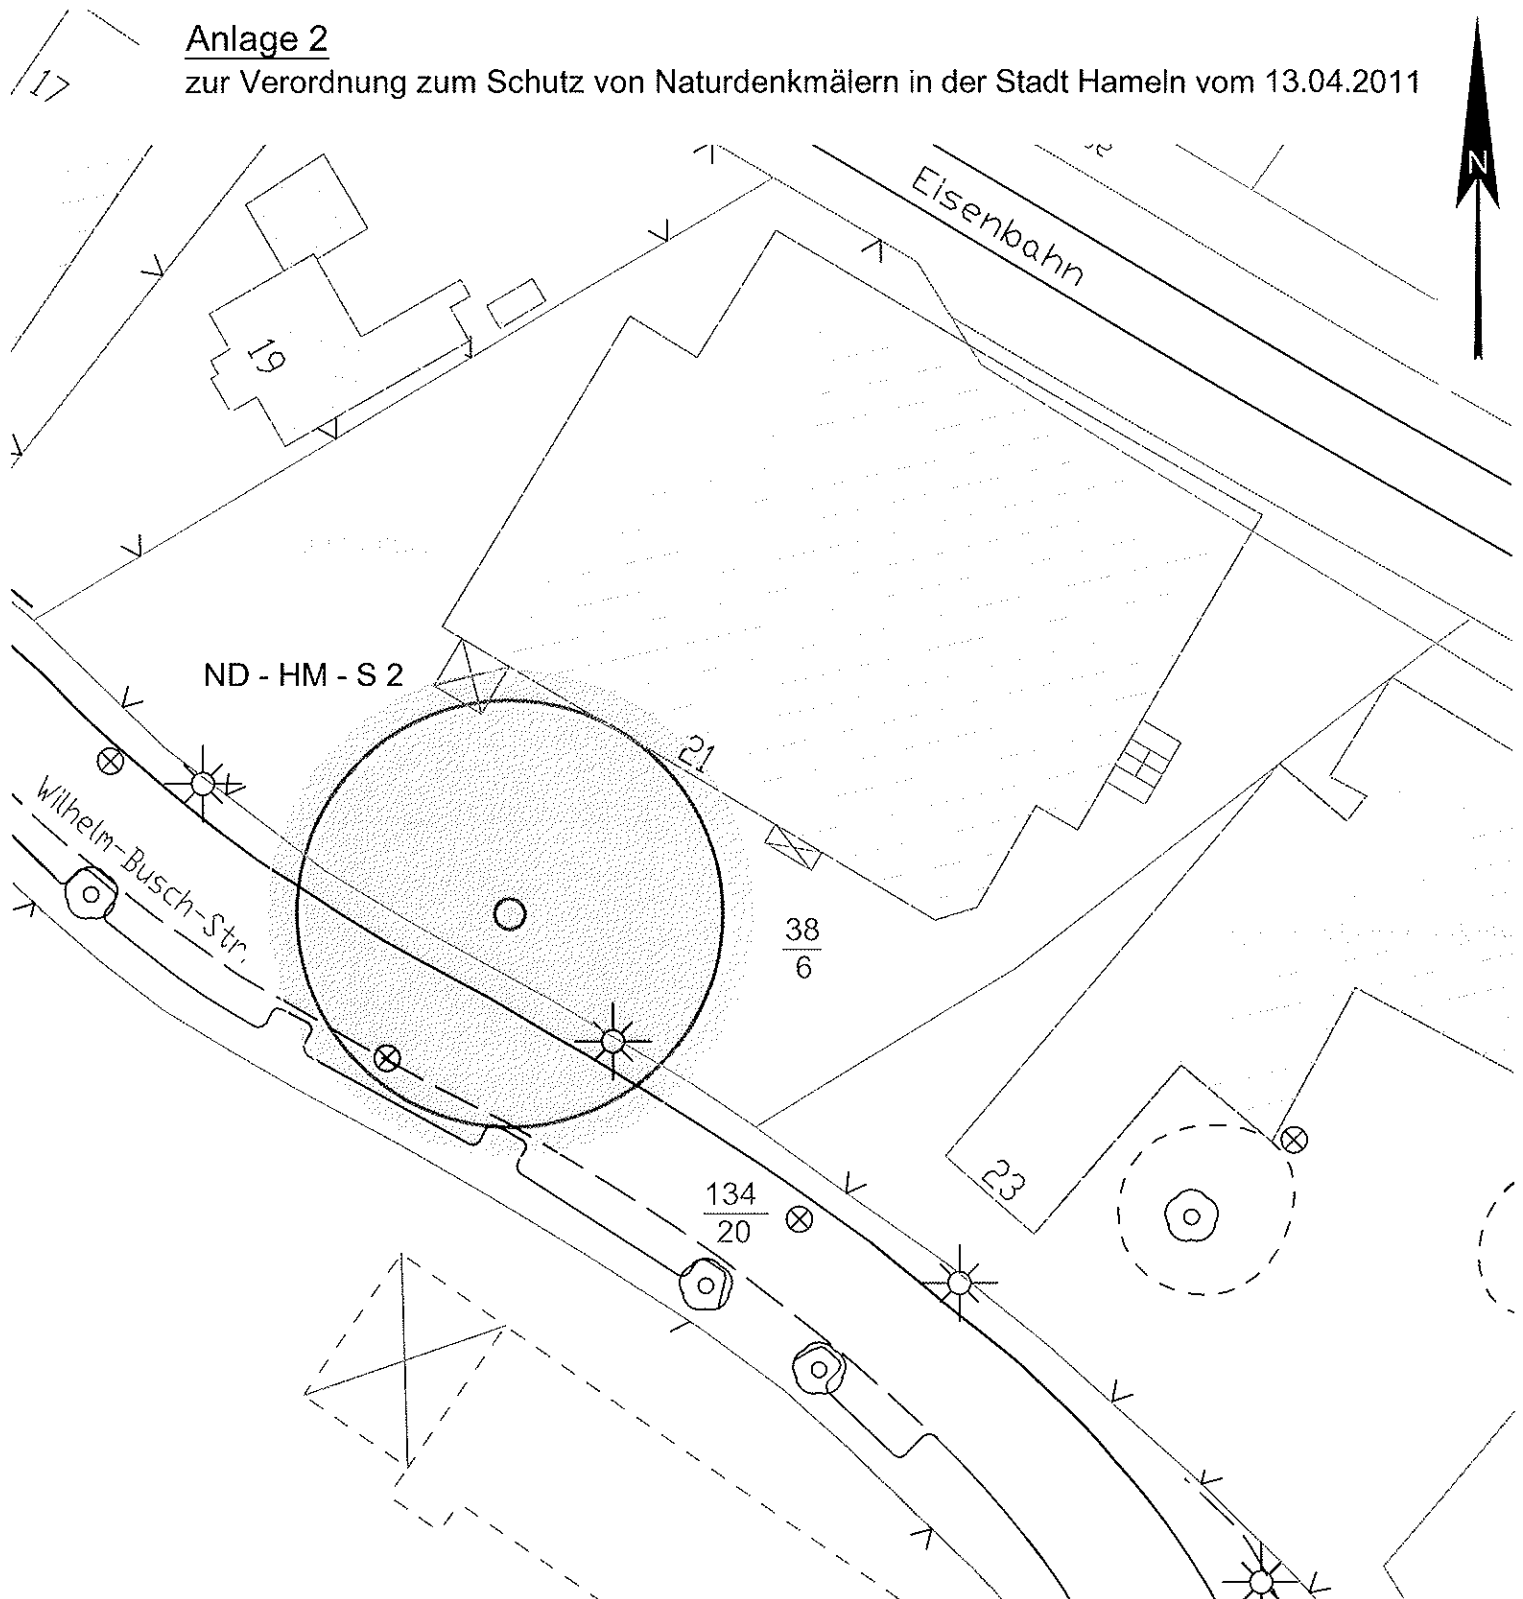 Anlage 2
zur Verordnung zum Schutz von Naturdenkmälern in der Stadt Hameln vom 13.04.2011
17
N
Eisenbahn
19
ND - HM - S 2
21
Wilhelm-Busch-Str.
38
6
23
134
20